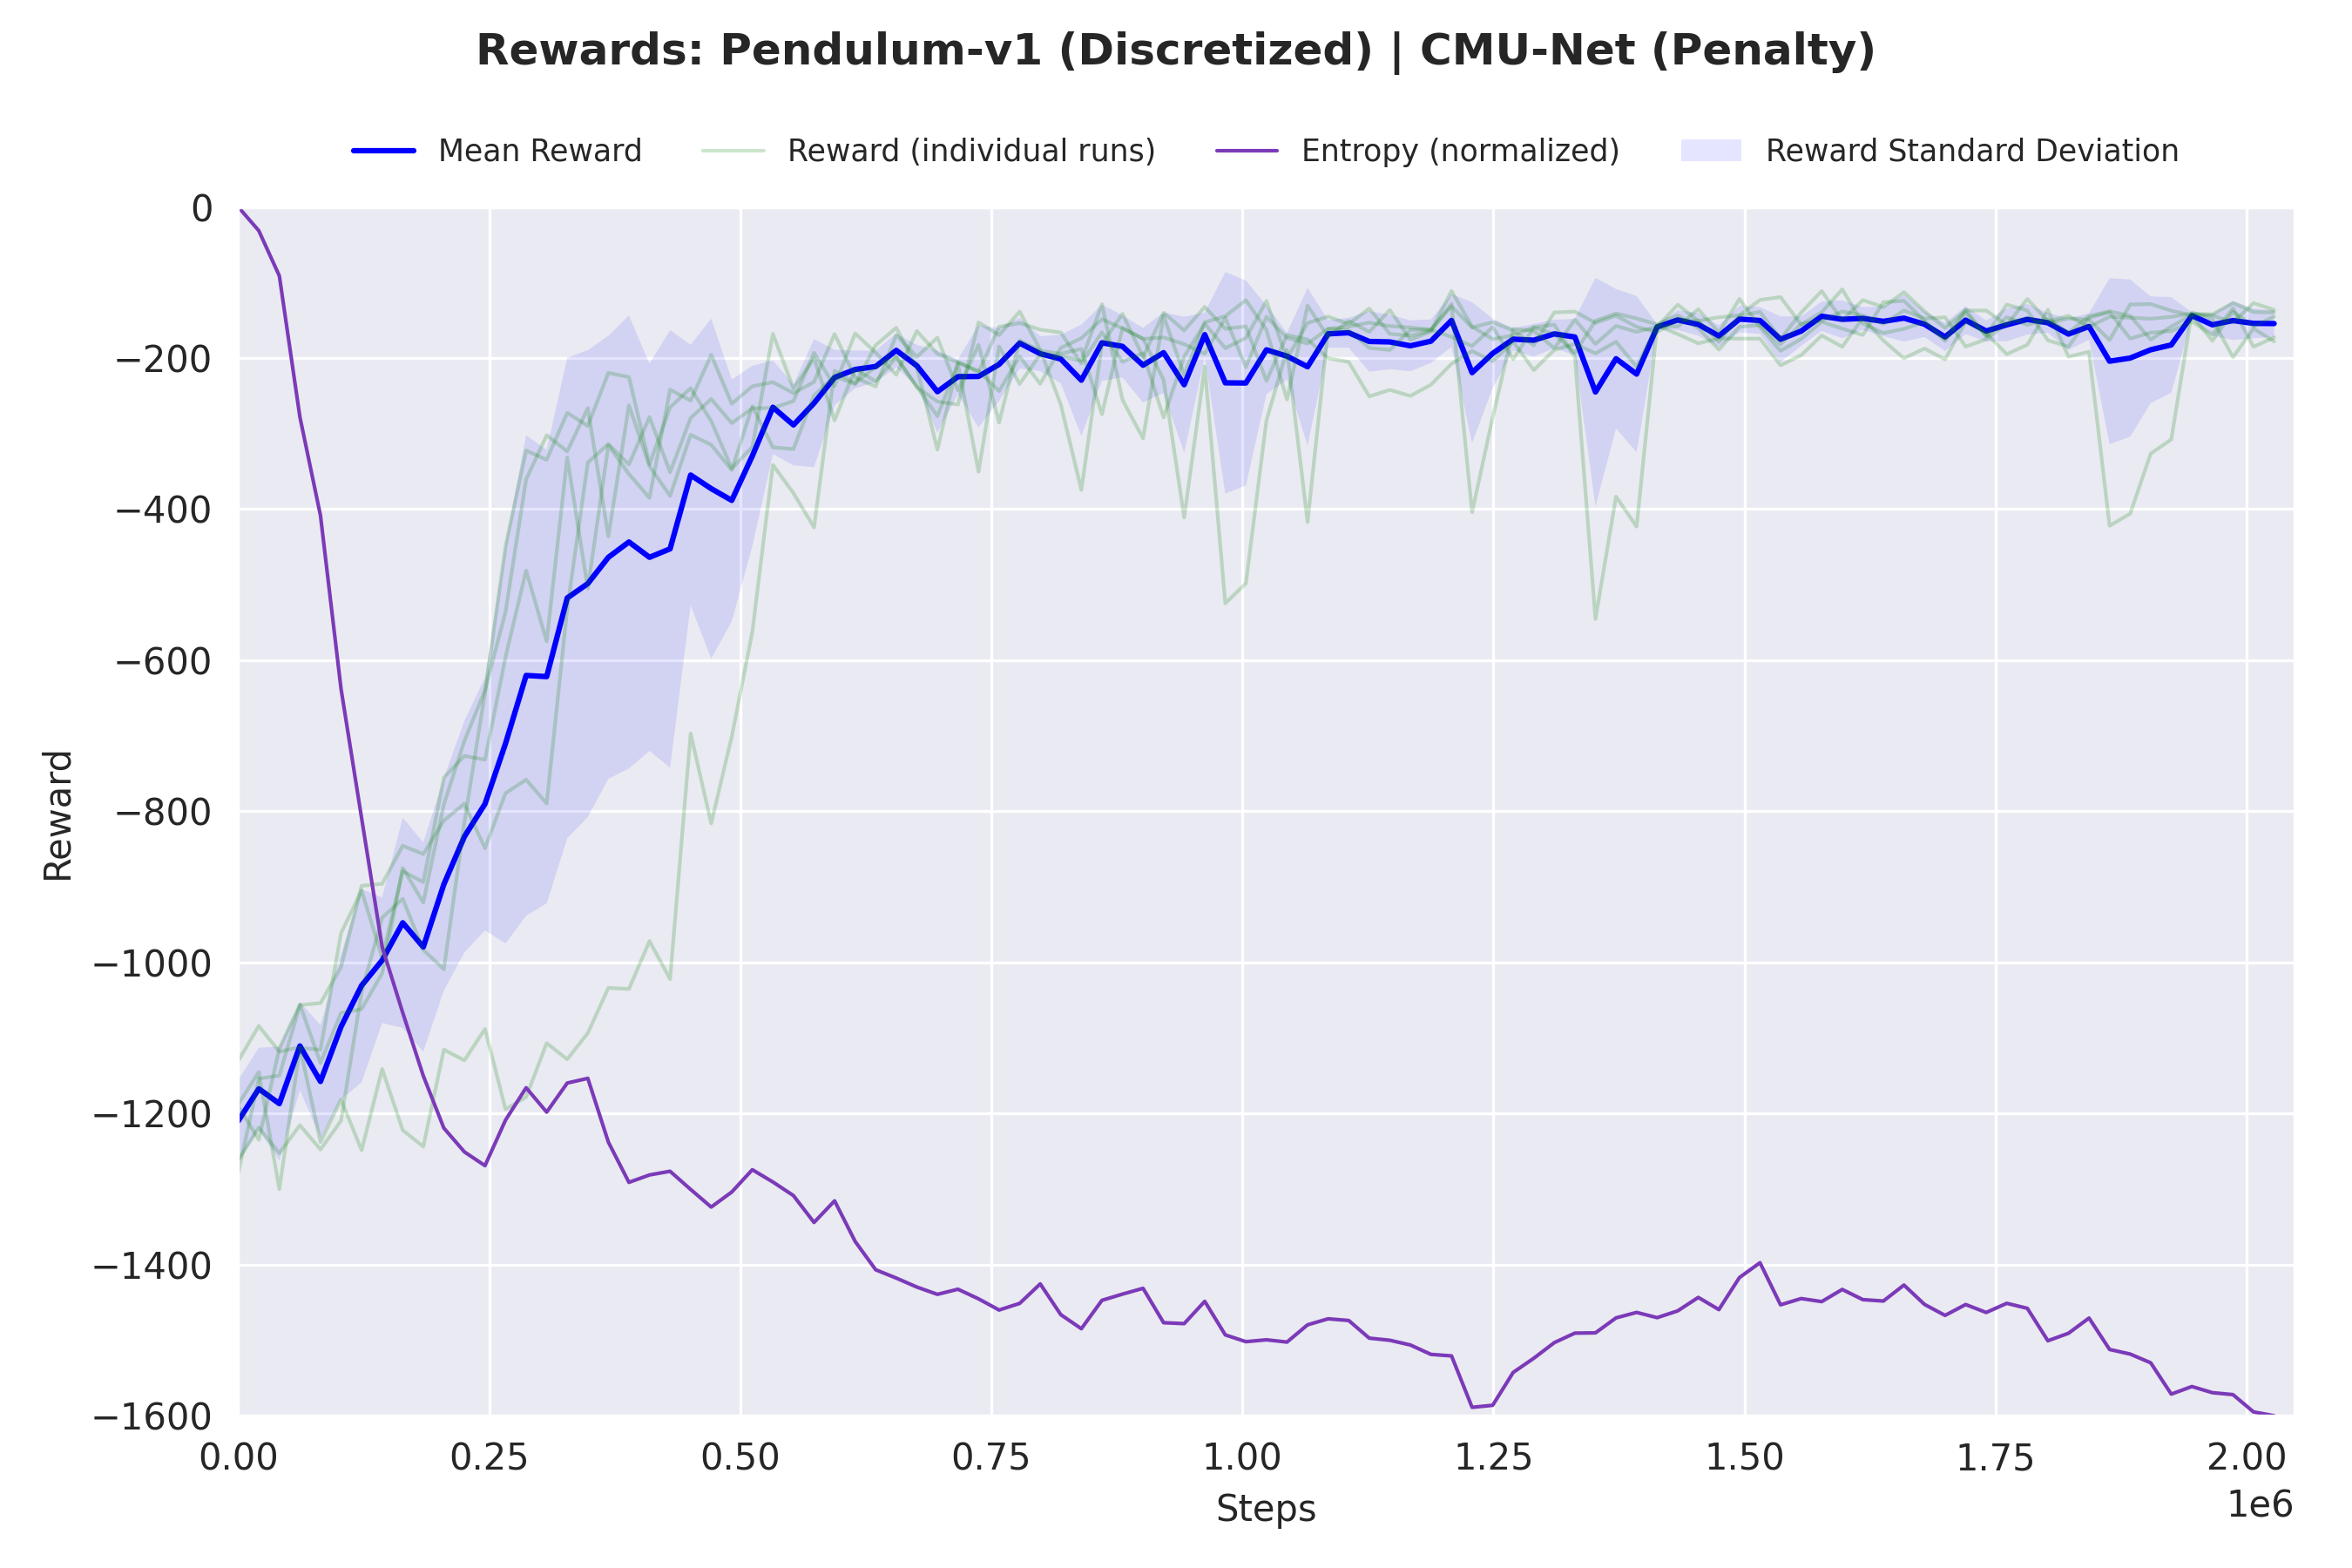 Rewards: Pendulum-v1 (Discretized) | CMU-Net (Penalty)
Mean Reward
Reward (individual runs)
Entropy (normalized)
Reward Standard Deviation
0
−200
−400
−600
−800
−1000
−1200
−1400
−1600
Reward
0.00
0.25
0.50
0.75
1.00
1.25
1.50
1.75
2.00
Steps
1e6